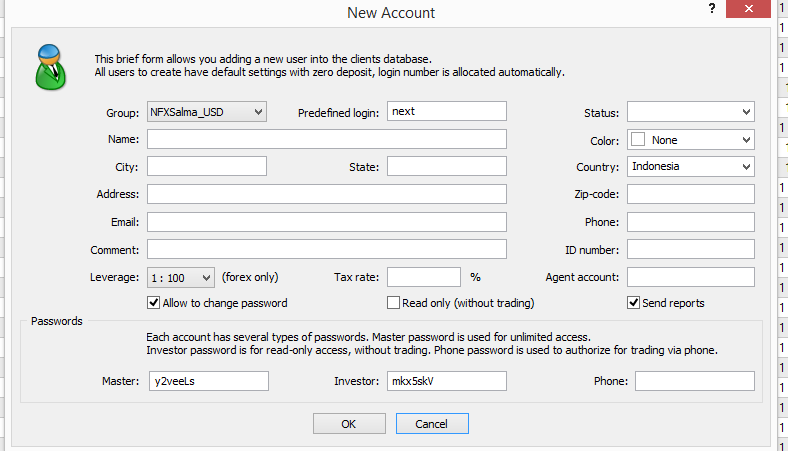 New Account
?
x
This brief form allows you adding a new user into the clients database.
All users to create have default settings with zero deposit, login number is allocated automatically.
Group: NFXSalma_USD Predefined login: next Status:
Name: Color: None
City: State: Country: Indonesia
Address: Zip-code:
Email: Phone:
Comment: ID number:
Leverage: 1 : 100 (forex only) Tax rate: % Agent account:
Allow to change password Read only (without trading) Send reports
Passwords
Each account has several types of passwords. Master password is used for unlimited access.
Investor password is for read-only access, without trading. Phone password is used to authorize for trading via phone.
Master: y2veeLs Investor: mkx5skV Phone:
OK Cancel